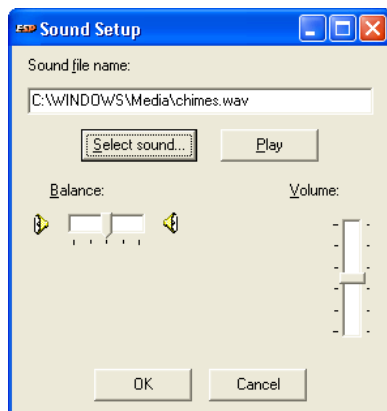 ESP Sound Setup
Sound file name:
C:\WINDOWS\Media\chimes.wav
Select sound... Play
Balance: Volume:
OK Cancel